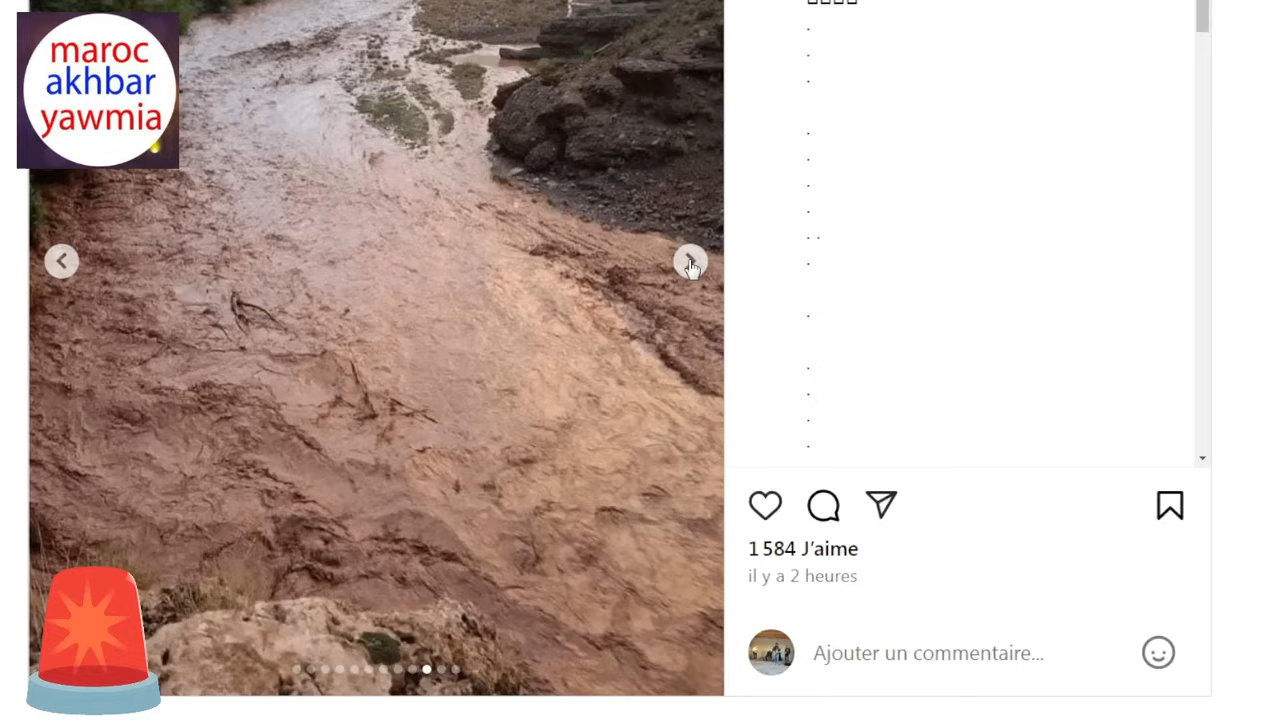 maroc
akhbar
yawmia
1 584 J'aime
il y a 2 heures
Ajouter un commentaire...